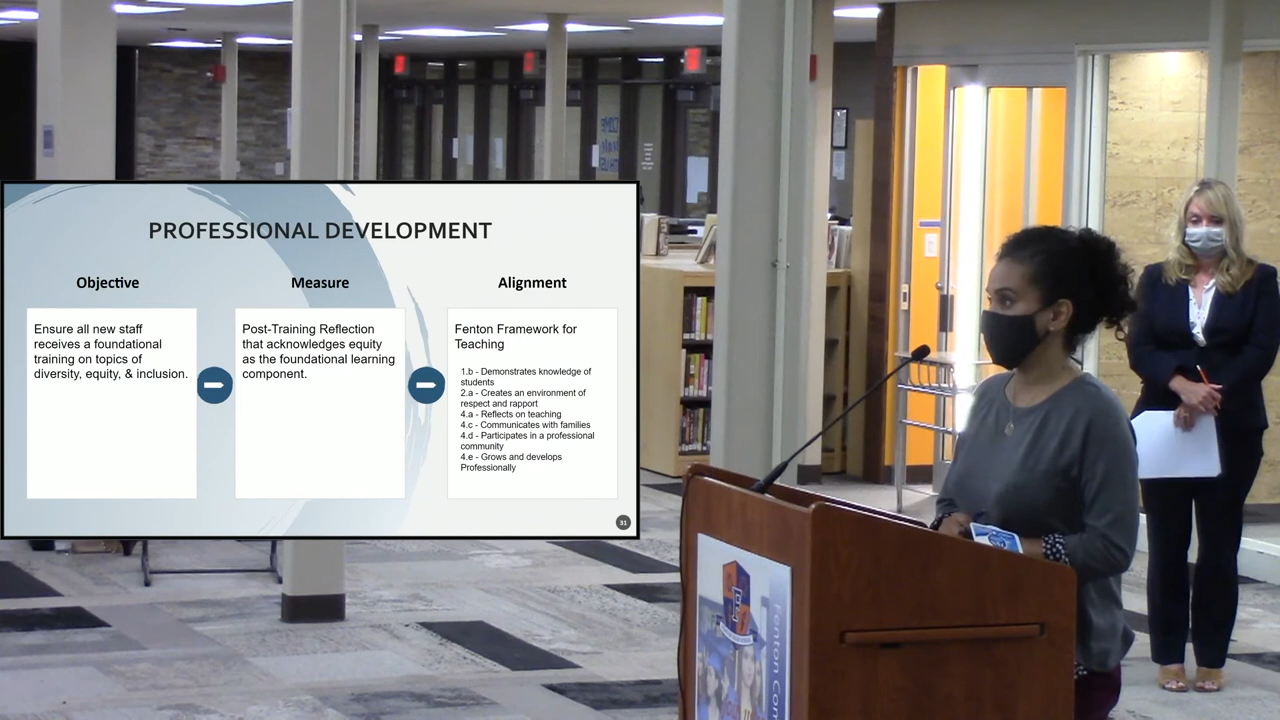 PROFESSIONAL DEVELOPMENT
Objective
Ensure all new staff
receives a foundational
training on topics of
diversity, equity, & inclusion.
Measure
Post-Training Reflection
that acknowledges equity
as the foundational learning
component.
Alignment
Fenton Framework for
Teaching
1.b - Demonstrates knowledge of
students
2.a - Creates an environment of
respect and rapport
4.a - Reflects on teaching
4.c - Communicates with families
4.d - Participates in a professional
community
4.e - Grows and develops
Professionally
31
Fenton Com